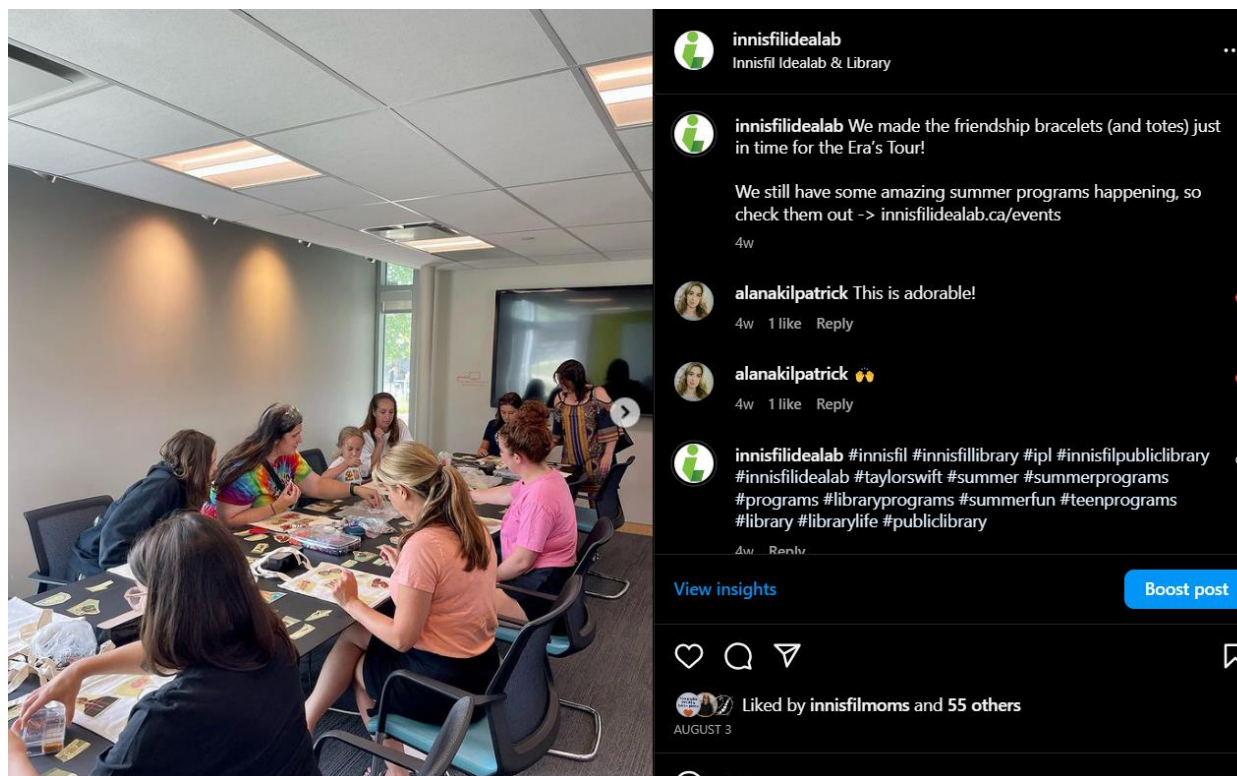 innisfilidealab
Innisfil Idealab & Library
innisfilidealab We made the friendship bracelets (and totes) just
in time for the Era's Tour!
We still have some amazing summer programs happening, so
check them out -> innisfilidealab.ca/events
4w
alanakilpatrick This is adorable!
4w 1 like Reply
alanakilpatrick 🙌
4w 1 like Reply
innisfilidealab #innisfil #innisfillibrary #ipl #innisfilpubliclibrary
#innisfilidealab #taylorswift #summer #summerprograms
#programs #libraryprograms #summerfun #teenprograms
#library #librarylife #publiclibrary
4w Reply
View insights
Boost post
Liked by innisfilmoms and 55 others
AUGUST 3